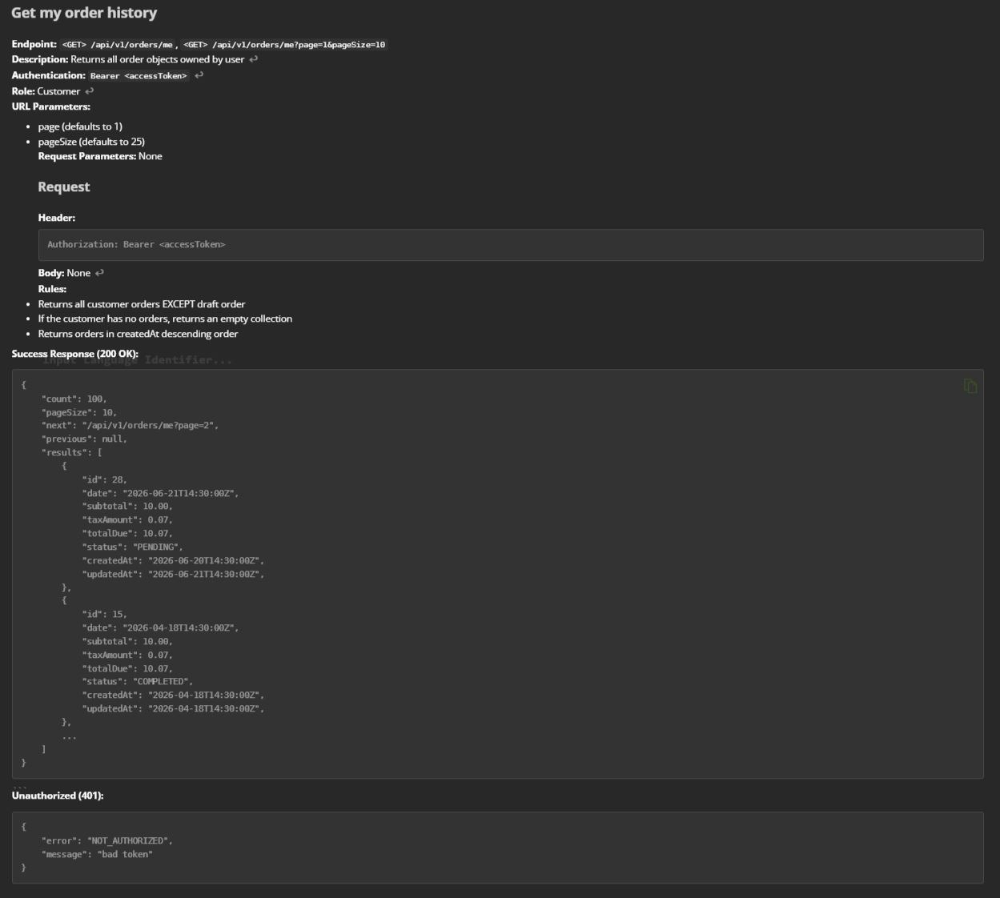 Get my order history
Endpoint: <GET> /api/v1/orders/me, <GET> /api/v1/orders/me?page=1&pageSize=10
Description: Returns all order objects owned by user ↩
Authentication: Bearer <accessToken> ↩
Role: Customer ↩
URL Parameters:
• page (defaults to 1)
• pageSize (defaults to 25)
Request Parameters: None
Request
Header:
Authorization: Bearer <accessToken>
Body: None ↩
Rules:
• Returns all customer orders EXCEPT draft order
• If the customer has no orders, returns an empty collection
• Returns orders in createdAt descending order
Success Response (200 OK):
Input Language Identifier...
{
    "count": 100,
    "pageSize": 10,
    "next": "/api/v1/orders/me?page=2",
    "previous": null,
    "results": [
        {
            "id": 28,
            "date": "2026-06-21T14:30:00Z",
            "subtotal": 10.00,
            "taxAmount": 0.07,
            "totalDue": 10.07,
            "status": "PENDING",
            "createdAt": "2026-06-20T14:30:00Z",
            "updatedAt": "2026-06-21T14:30:00Z",
        },
        {
            "id": 15,
            "date": "2026-04-18T14:30:00Z",
            "subtotal": 10.00,
            "taxAmount": 0.07,
            "totalDue": 10.07,
            "status": "COMPLETED",
            "createdAt": "2026-04-18T14:30:00Z",
            "updatedAt": "2026-04-18T14:30:00Z",
        },
        ...
    ]
}
```
Unauthorized (401):
{
    "error": "NOT_AUTHORIZED",
    "message": "bad token"
}